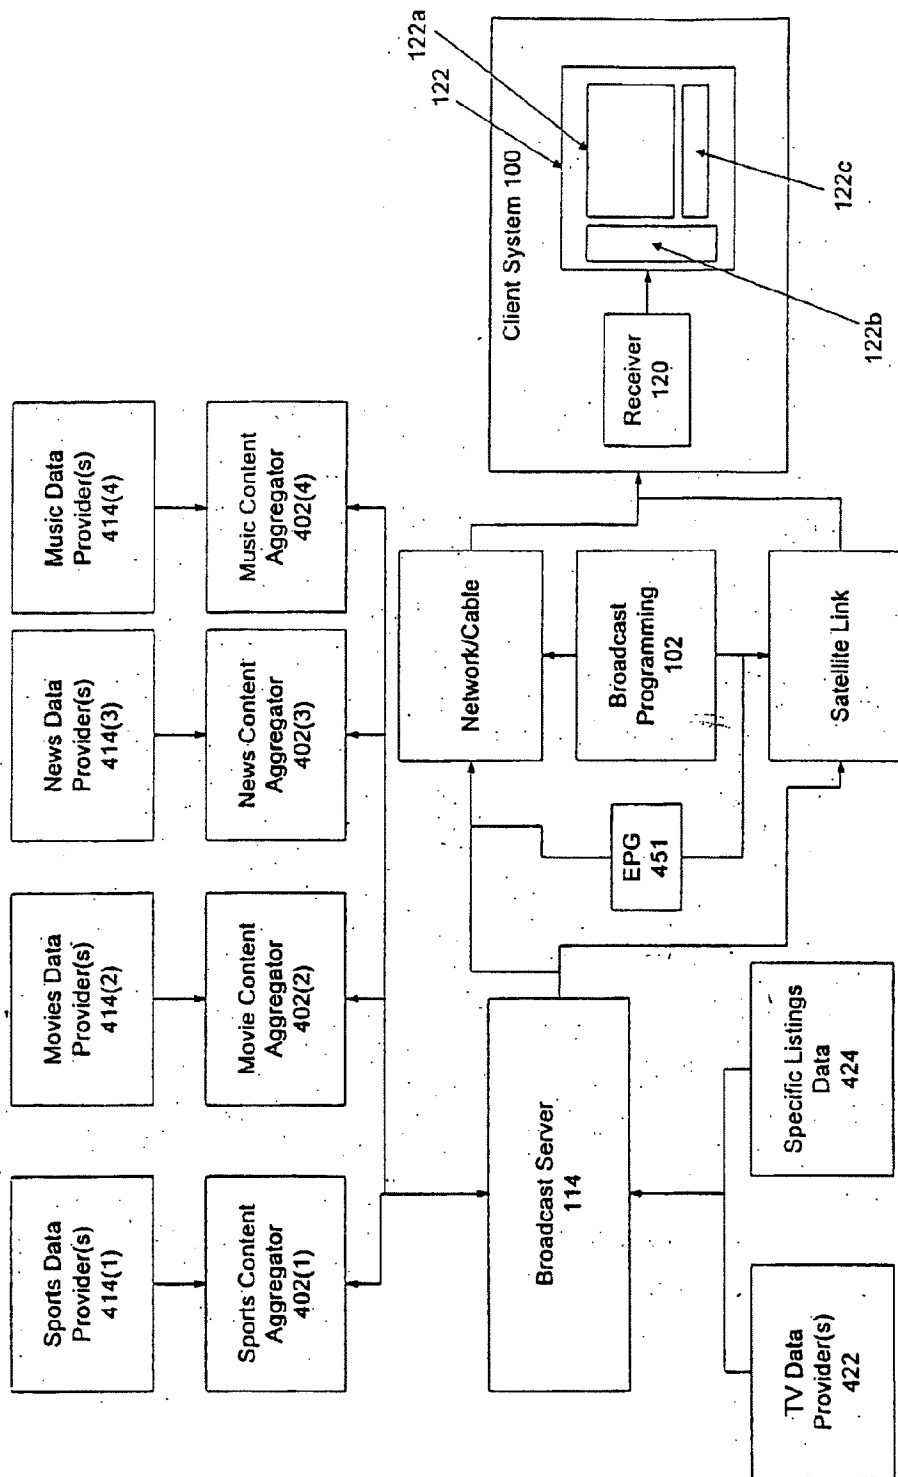 Sports Data
Provider(s)
414(1)
Movies Data
Provider(s)
414(2)
News Data
Provider(s)
414(3)
Music Data
Provider(s)
414(4)
Sports Content
Aggregator
402(1)
Movie Content
Aggregator
402(2)
News Content
Aggregator
402(3)
Music Content
Aggregator
402(4)
Broadcast Server
114
TV Data
Provider(s)
422
Specific Listings
Data
424
EPG
451
Network/Cable
Broadcast
Programming
102
Satellite Link
Client System 100
Receiver
120
122
122a
122b
122c